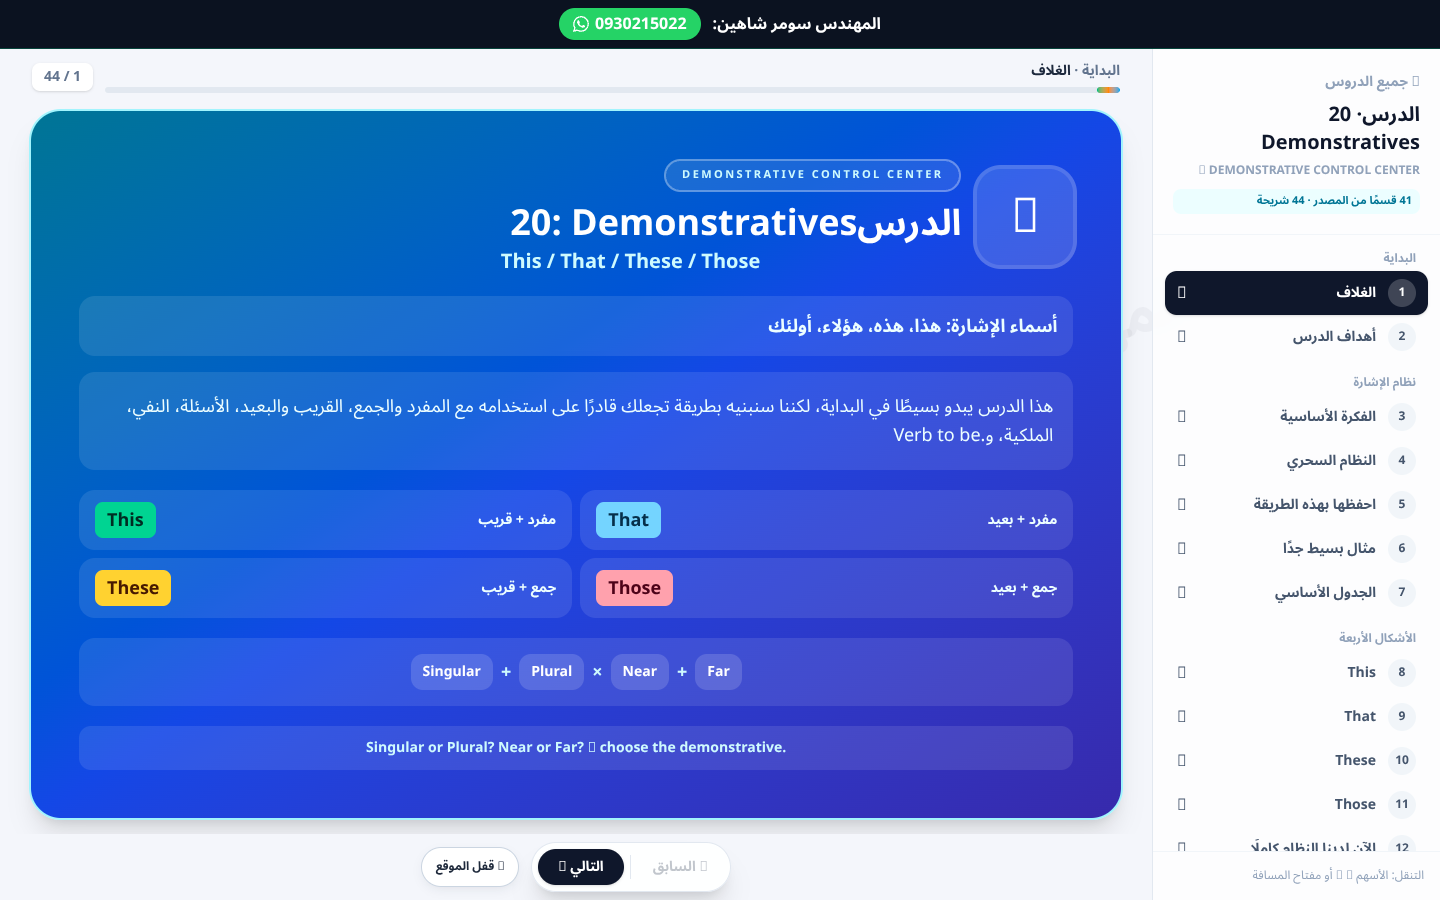 المهندس سومر شاهين: 0930215022
جميع الدروس
الدرس· 20
Demonstratives
DEMONSTRATIVE CONTROL CENTER
41 قسمًا من المصدر · 44 شريحة
البداية
1 الغلاف
2 أهداف الدرس
نظام الإشارة
3 الفكرة الأساسية
4 النظام السحري
5 احفظها بهذه الطريقة
6 مثال بسيط جدًا
7 الجدول الأساسي
الأشكال الأربعة
8 This
9 That
10 These
11 Those
12 الآن لدينا النظام كاملًا
التنقل: الأسهم أو مفتاح المسافة
البداية · الغلاف
44 / 1
DEMONSTRATIVE CONTROL CENTER
20: Demonstrativesالدرس
This / That / These / Those
أسماء الإشارة: هذا، هذه، هؤلاء، أولئك
هذا الدرس يبدو بسيطًا في البداية، لكننا سنبنيه بطريقة تجعلك قادرًا على استخدامه مع المفرد والجمع، القريب والبعيد، الأسئلة، النفي،
الملكية، و.Verb to be
مفرد + بعيد That
مفرد + قريب This
جمع + بعيد Those
جمع + قريب These
Singular + Plural × Near + Far
Singular or Plural? Near or Far? choose the demonstrative.
السابق
التالي
قفل الموقع